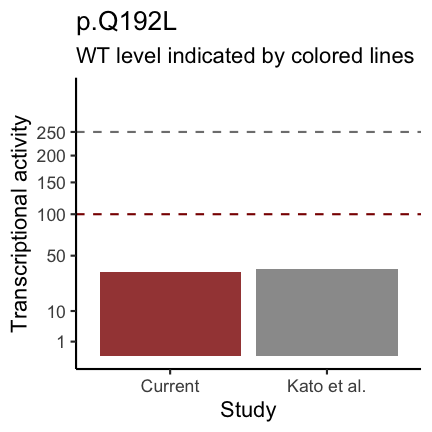 p.Q192L
WT level indicated by colored lines
Transcriptional activity
250
200
150
100
50
10
1
Current
Kato et al.
Study